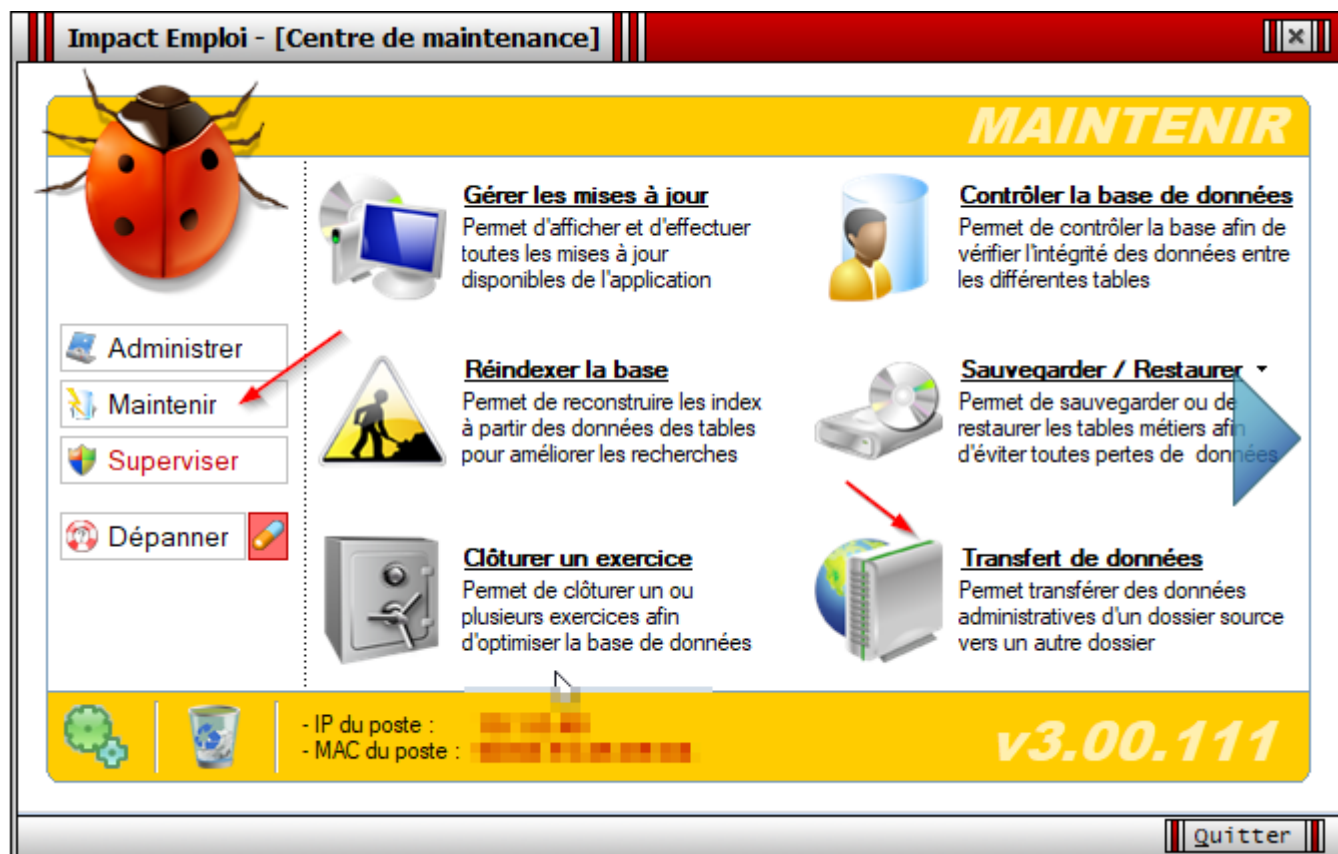 Impact Emploi - [Centre de maintenance]
MAINTENIR
Administrer
Maintenir
Superviser
Dépanner
Gérer les mises à jour
Permet d'afficher et d'effectuer
toutes les mises à jour
disponibles de l'application
Contrôler la base de données
Permet de contrôler la base afin de
vérifier l'intégrité des données entre
les différentes tables
Réindexer la base
Permet de reconstruire les index
à partir des données des tables
pour améliorer les recherches
Sauvegarder / Restaurer
Permet de sauvegarder ou de
restaurer les tables métiers afin
d'éviter toutes pertes de données
Clôturer un exercice
Permet de clôturer un ou
plusieurs exercices afin
d'optimiser la base de données
Transfert de données
Permet transférer des données
administratives d'un dossier source
vers un autre dossier
- IP du poste :
- MAC du poste :
v3.00.111
Quitter